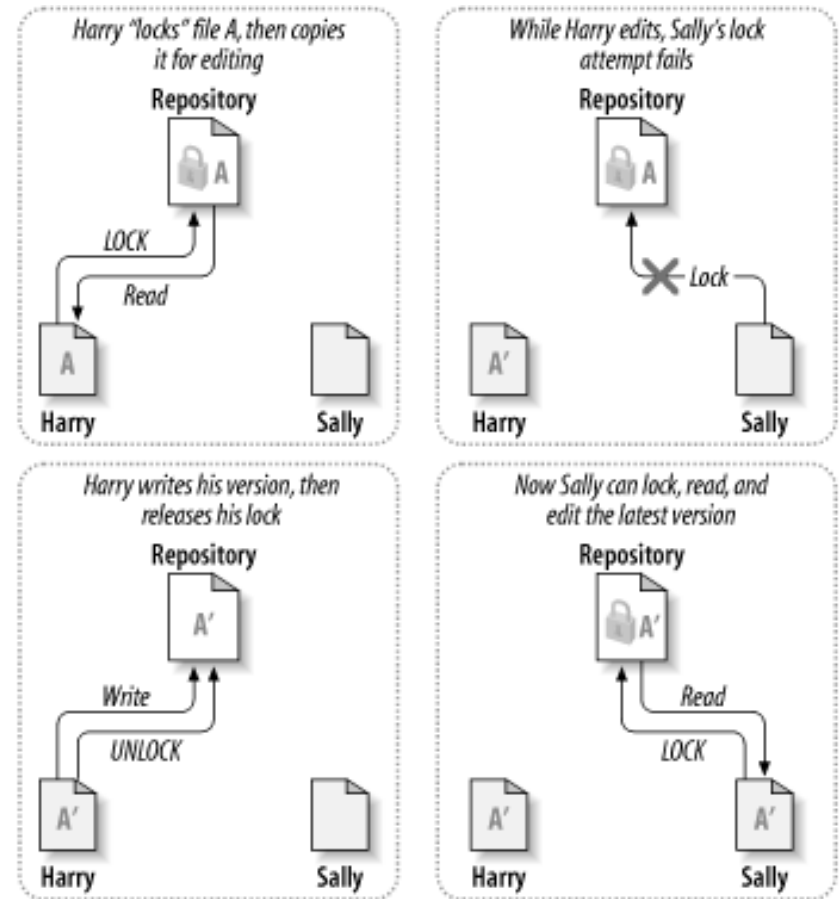 Harry “locks” file A, then copies
it for editing
Repository
A
LOCK
Read
A
Harry
Sally
While Harry edits, Sally’s lock
attempt fails
Repository
A
Lock
A′
Harry
Sally
Harry writes his version, then
releases his lock
Repository
A′
Write
UNLOCK
A′
Harry
Sally
Now Sally can lock, read, and
edit the latest version
Repository
A′
Read
LOCK
A′
A′
Harry
Sally